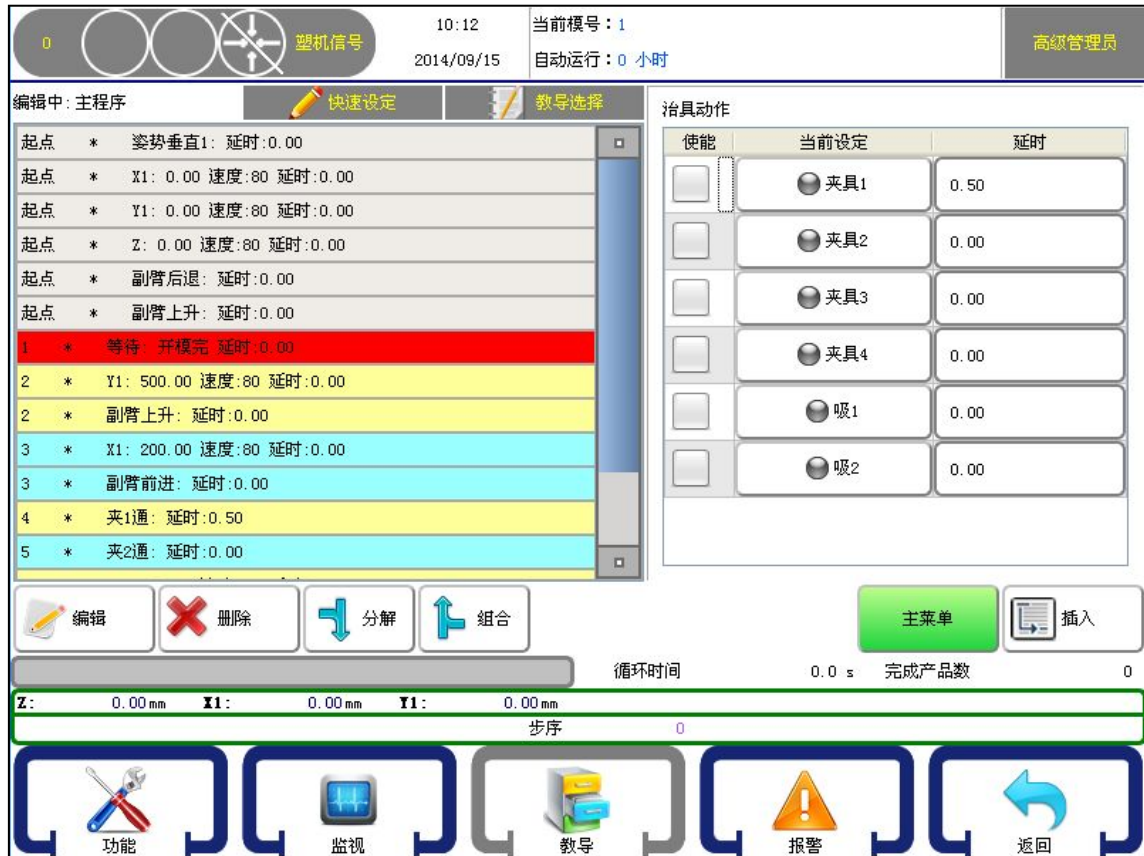 0 塑机信号 10:12 当前模号：1 高级管理员
2014/09/15 自动运行：0 小时
编辑中:主程序 快速设定 教导选择
起点 * 姿势垂直1: 延时:0.00
起点 * X1: 0.00 速度:80 延时:0.00
起点 * Y1: 0.00 速度:80 延时:0.00
起点 * Z: 0.00 速度:80 延时:0.00
起点 * 副臂后退: 延时:0.00
起点 * 副臂上升: 延时:0.00
1 * 等待: 开模完 延时:0.00
2 * Y1: 500.00 速度:80 延时:0.00
2 * 副臂上升: 延时:0.00
3 * X1: 200.00 速度:80 延时:0.00
3 * 副臂前进: 延时:0.00
4 * 夹1通: 延时:0.50
5 * 夹2通: 延时:0.00
治具动作
使能 当前设定 延时
夹具1 0.50
夹具2 0.00
夹具3 0.00
夹具4 0.00
吸1 0.00
吸2 0.00
编辑 删除 分解 组合 主菜单 插入
循环时间 0.0 s 完成产品数 0
Z: 0.00mm X1: 0.00mm Y1: 0.00mm
步序 0
功能 监视 教导 报警 返回